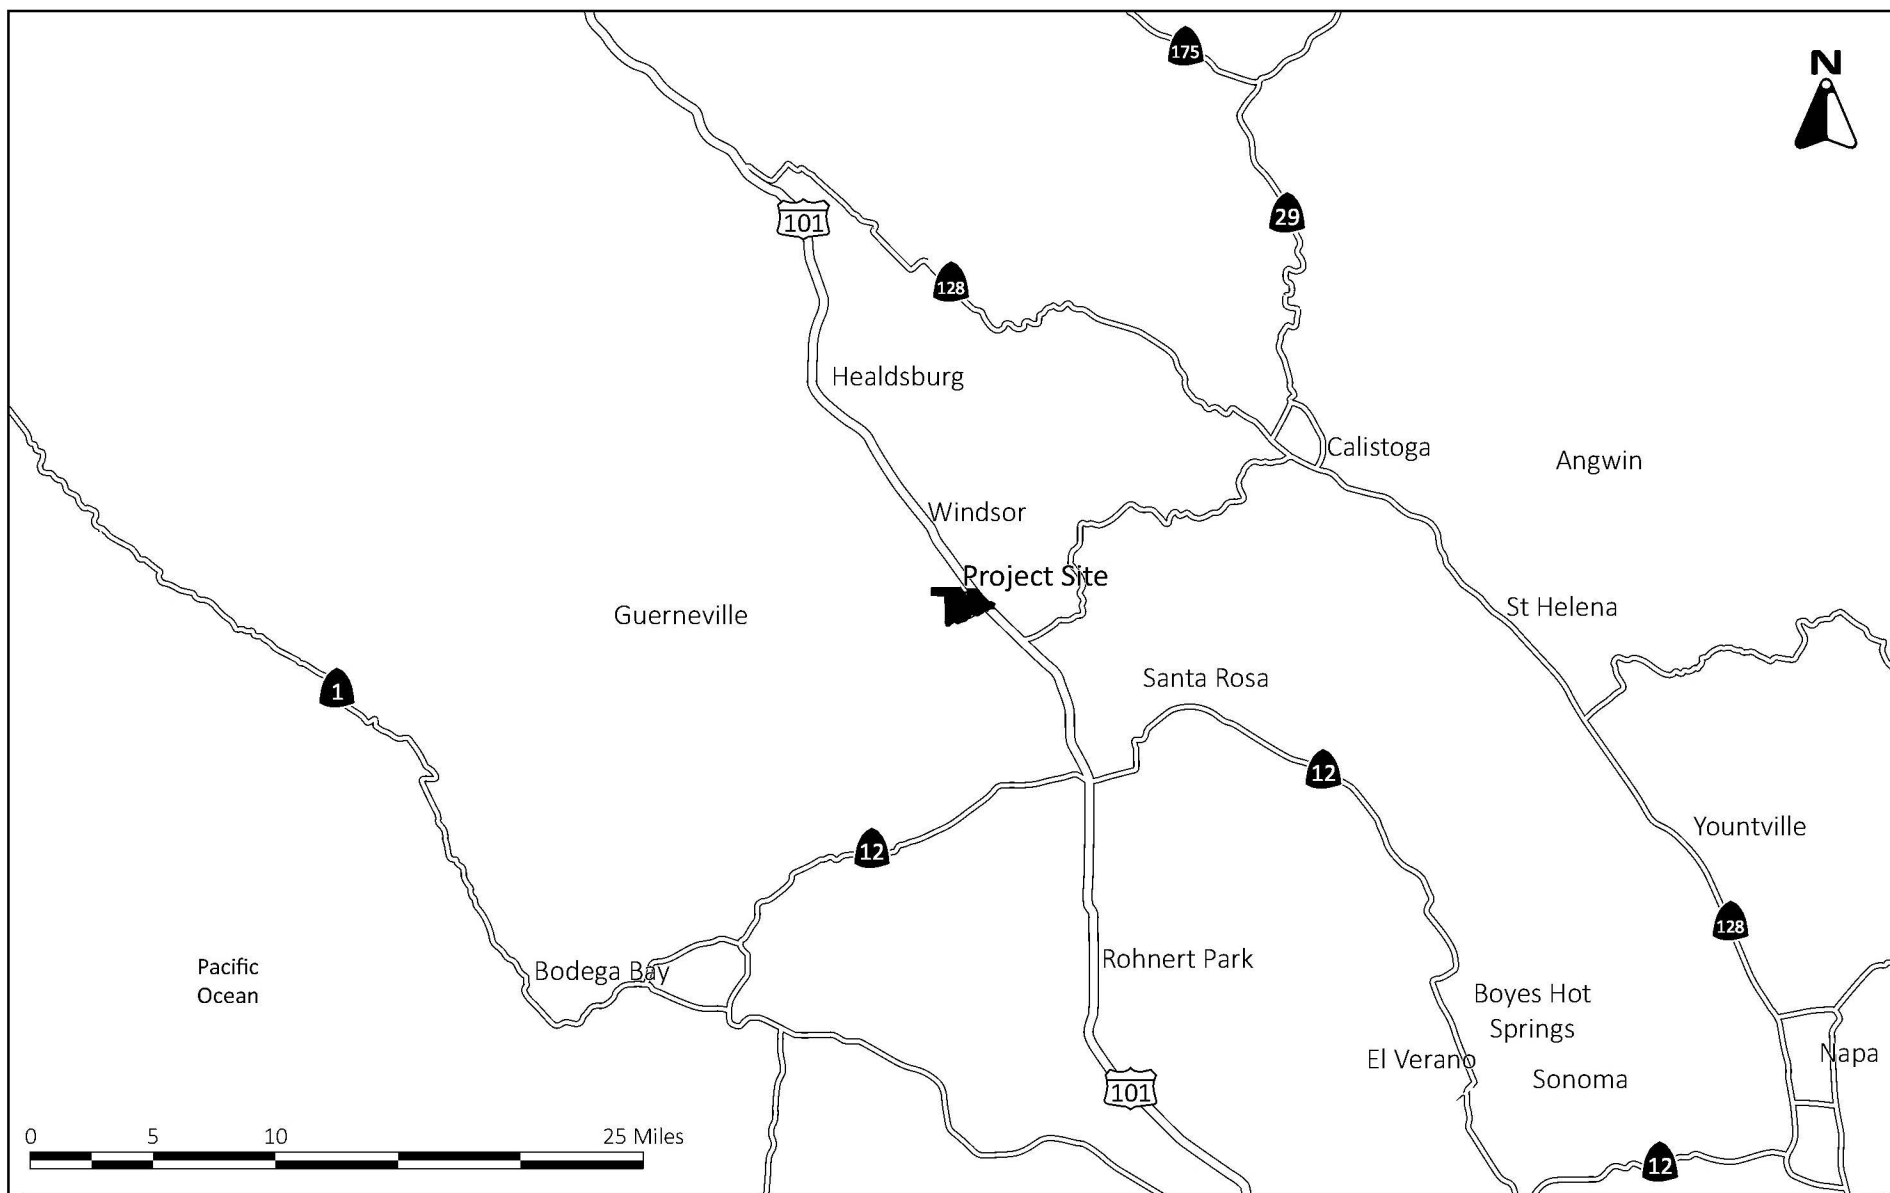 175
N
29
101
128
Healdsburg
Calistoga
Angwin
Windsor
Project Site
St Helena
Guerneville
Santa Rosa
1
12
Yountville
12
128
Rohnert Park
Pacific
Ocean
Bodega Bay
Boyes Hot
Springs
El Verano
Napa
Sonoma
101
0 5 10 25 Miles
12